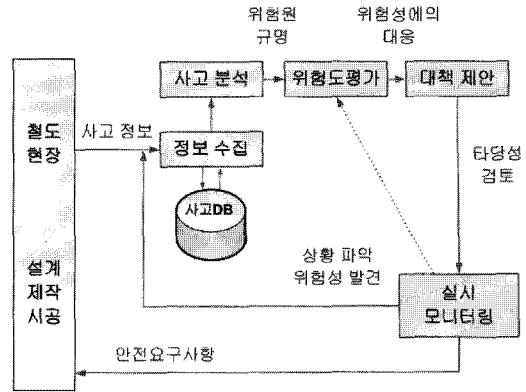 위험원
규명
위험성에의
대응
사고 분석
위험도평가
대책 제안
철도
현장
사고 정보
정보 수집
타당성
검토
사고DB
설계
제작
시공
상황 파악
위험성 발견
실시
모니터링
안전요구사항